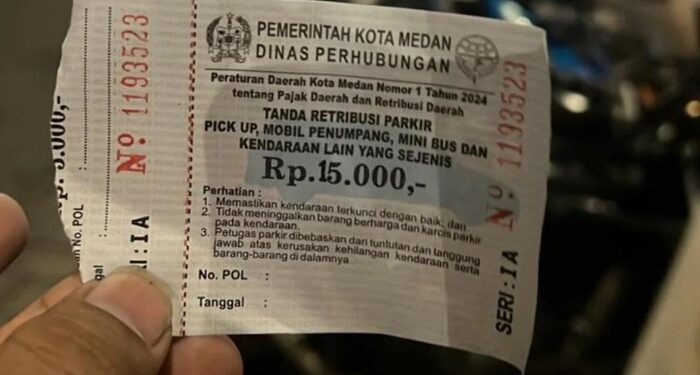 PEMERINTAH KOTA MEDAN
DINAS PERHUBUNGAN
Peraturan Daerah Kota Medan Nomor 1 Tahun 2024
tentang Pajak Daerah dan Retribusi Daerah
TANDA RETRIBUSI PARKIR
PICK UP, MOBIL PENUMPANG, MINI BUS DAN
KENDARAAN LAIN YANG SEJENIS
Rp.15.000,-
Perhatian :
1. Memastikan kendaraan terkunci dengan baik; dan
2. Tidak meninggalkan barang berharga dan karcis parkir
pada kendaraan.
3. Petugas parkir dibebaskan dari tuntutan dan tanggung
jawab atas kerusakan kehilangan kendaraan serta
barang-barang di dalamnya
No. POL :
Tanggal :
No 1193523
SERI : IA
No 1193523
: IA
5.000,-
No. POL :